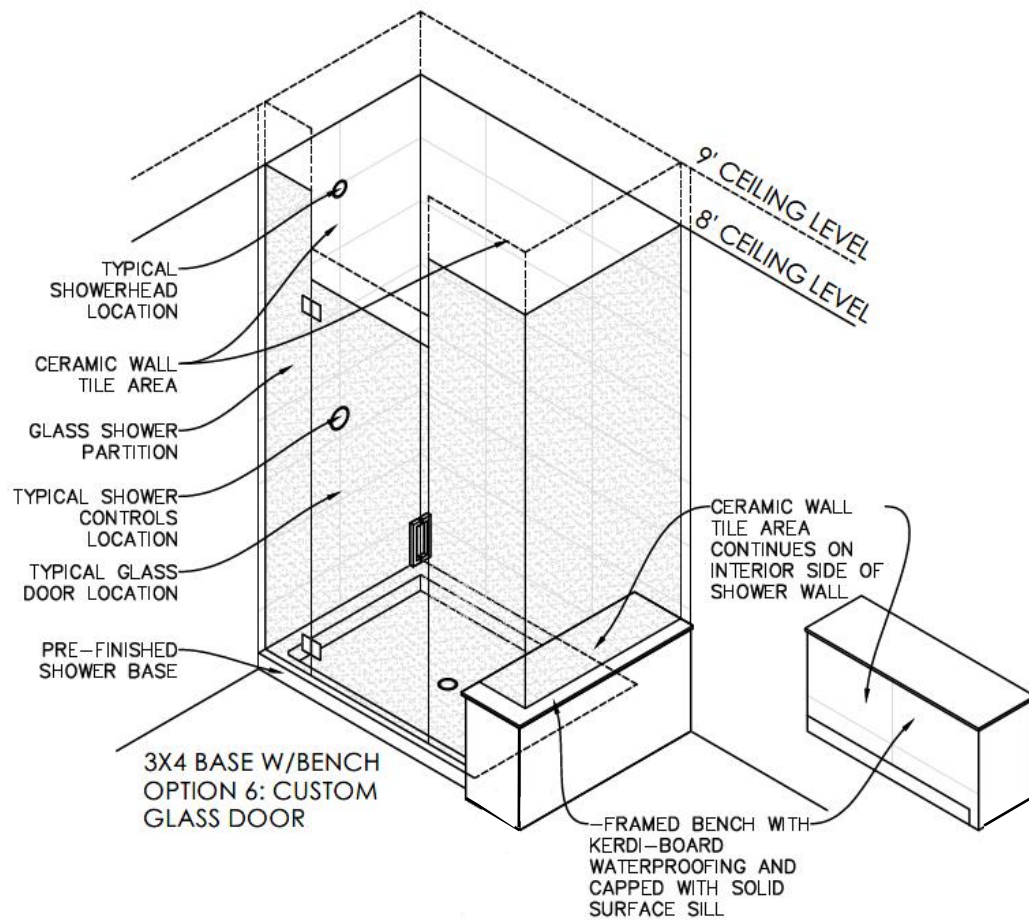 9' CEILING LEVEL
8' CEILING LEVEL
TYPICAL
SHOWERHEAD
LOCATION
CERAMIC WALL
TILE AREA
GLASS SHOWER
PARTITION
TYPICAL SHOWER
CONTROLS
LOCATION
TYPICAL GLASS
DOOR LOCATION
PRE-FINISHED
SHOWER BASE
CERAMIC WALL
TILE AREA
CONTINUES ON
INTERIOR SIDE OF
SHOWER WALL
3X4 BASE W/BENCH
OPTION 6: CUSTOM
GLASS DOOR
FRAMED BENCH WITH
KERDI-BOARD
WATERPROOFING AND
CAPPED WITH SOLID
SURFACE SILL